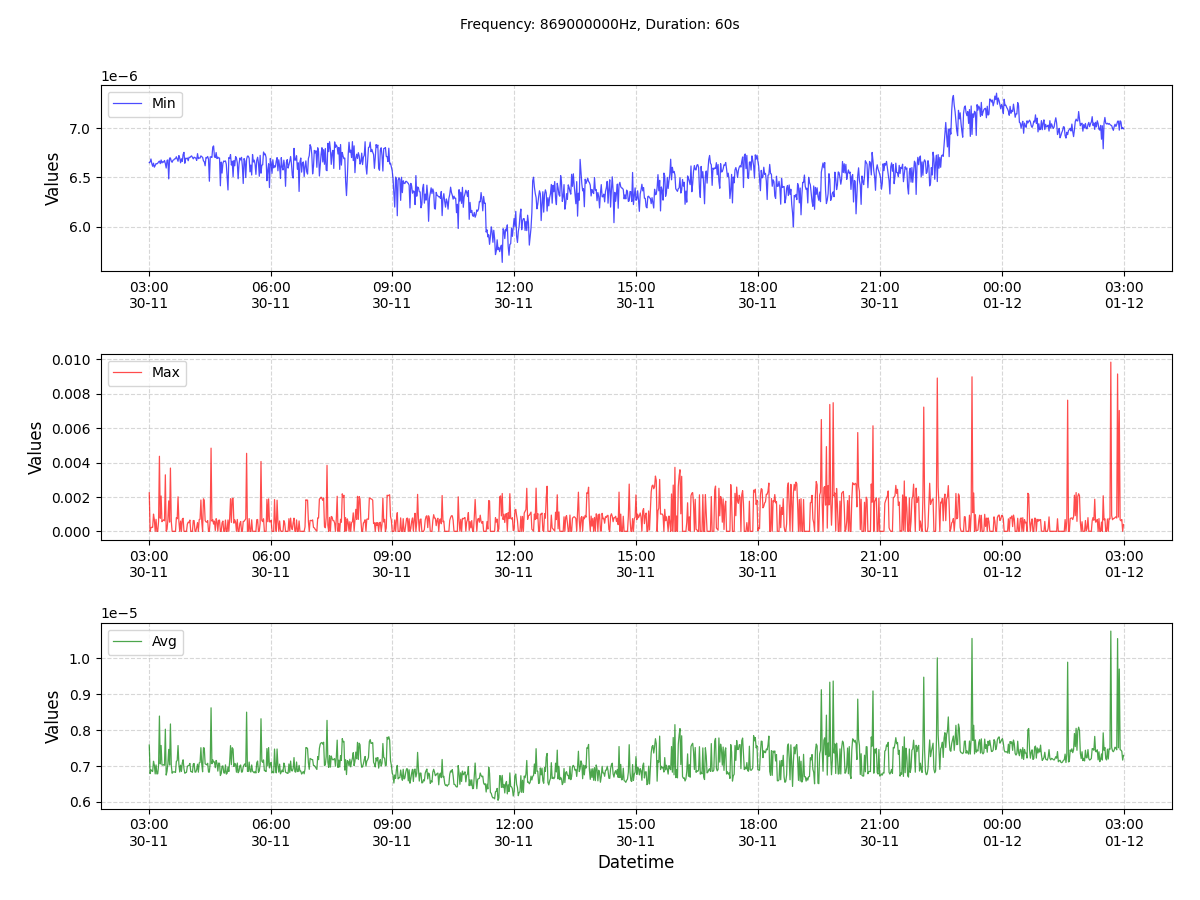 Frequency: 869000000Hz, Duration: 60s
1e−6
Min
Values
7.0
6.5
6.0
03:00 06:00 09:00 12:00 15:00 18:00 21:00 00:00 03:00
30-11 30-11 30-11 30-11 30-11 30-11 30-11 01-12 01-12
Max
Values
0.010
0.008
0.006
0.004
0.002
0.000
03:00 06:00 09:00 12:00 15:00 18:00 21:00 00:00 03:00
30-11 30-11 30-11 30-11 30-11 30-11 30-11 01-12 01-12
1e−5
Avg
Values
1.0
0.9
0.8
0.7
0.6
03:00 06:00 09:00 12:00 15:00 18:00 21:00 00:00 03:00
30-11 30-11 30-11 30-11 30-11 30-11 30-11 01-12 01-12
Datetime